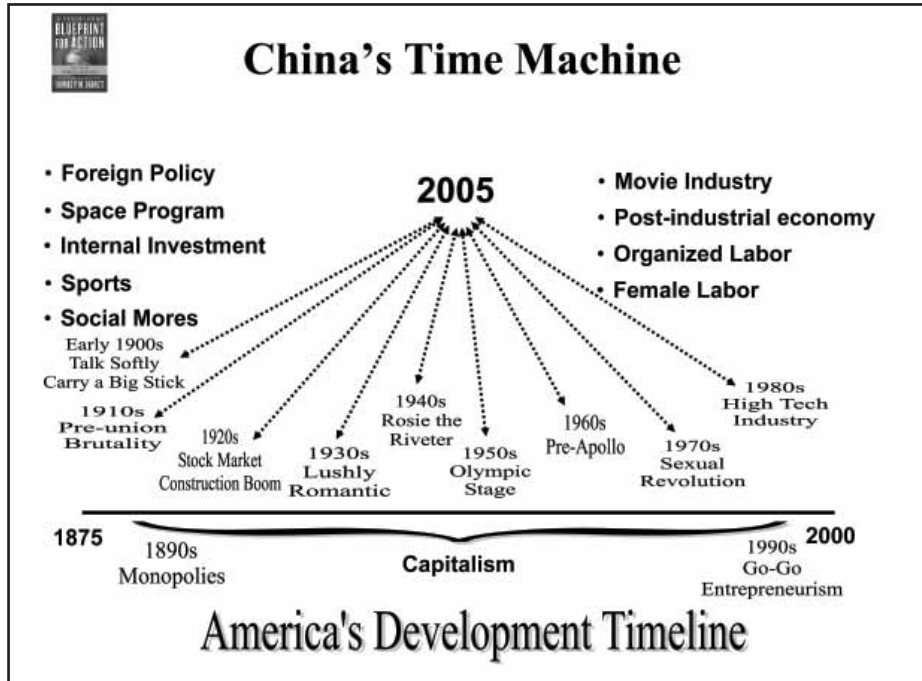 BLUEPRINT
FOR ACTION
China's Time Machine
• Foreign Policy
• Space Program
• Internal Investment
• Sports
• Social Mores
2005
• Movie Industry
• Post-industrial economy
• Organized Labor
• Female Labor
Early 1900s
Talk Softly
Carry a Big Stick
1910s
Pre-union
Brutality
1920s
Stock Market
Construction Boom
1930s
Lushly
Romantic
1940s
Rosie the
Riveter
1950s
Olympic
Stage
1960s
Pre-Apollo
1970s
Sexual
Revolution
1980s
High Tech
Industry
1875
2000
1890s
Monopolies
Capitalism
1990s
Go-Go
Entrepreneurism
America's Development Timeline